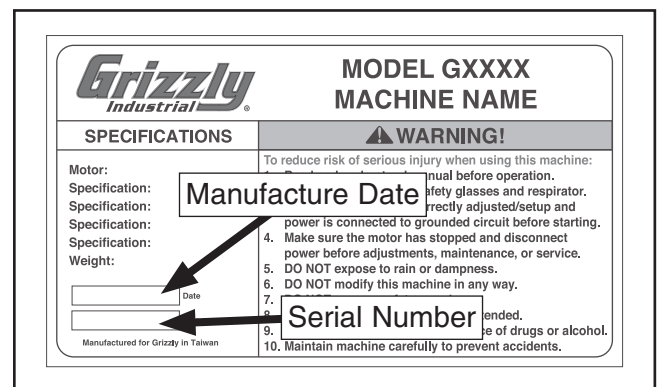 Grizzly
Industrial
®
MODEL GXXXX
MACHINE NAME
SPECIFICATIONS
WARNING!
Motor:
Specification:
Specification:
Specification:
Specification:
Weight:
Date
Manufactured for Grizzly in Taiwan
To reduce risk of serious injury when using this machine:
before operation.
safety glasses and respirator.
correctly adjusted/setup and
power is connected to grounded circuit before starting.
4. Make sure the motor has stopped and disconnect
power before adjustments, maintenance, or service.
5. DO NOT expose to rain or dampness.
6. DO NOT modify this machine in any way.
7.
9. of drugs or alcohol.
10. Maintain machine carefully to prevent accidents.
Manufacture Date
Serial Number